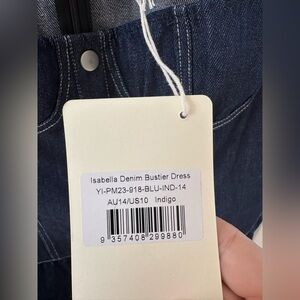 Isabella Denim Bustier Dress
YI-PM23-918-BLU-IND-14
AU14/US10 Indigo
9 357408 299880